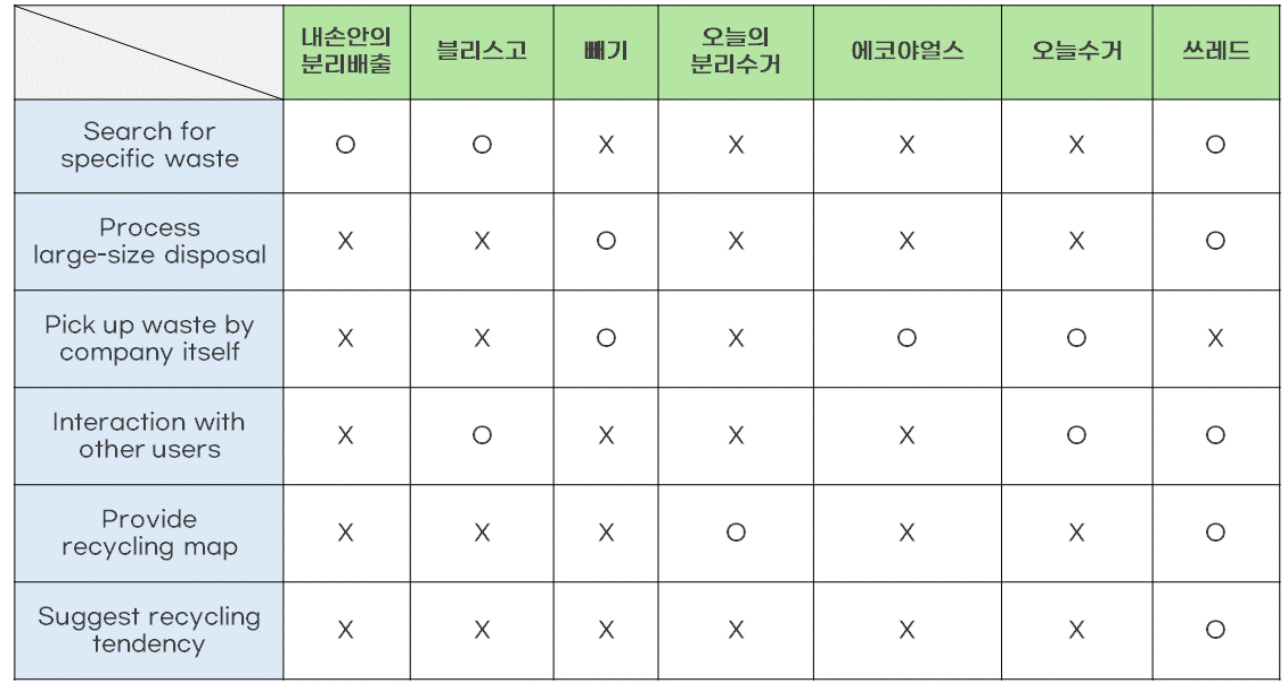 내손안의 분리배출 블리스고 빼기 오늘의 분리수거 에코야얼스 오늘수거 쓰레드
Search for
specific waste O O X X X X O
Process
large-size disposal X X O X X X O
Pick up waste by
company itself X X O X O O X
Interaction with
other users X O X X X O O
Provide
recycling map X X X O X X O
Suggest recycling
tendency X X X X X X O